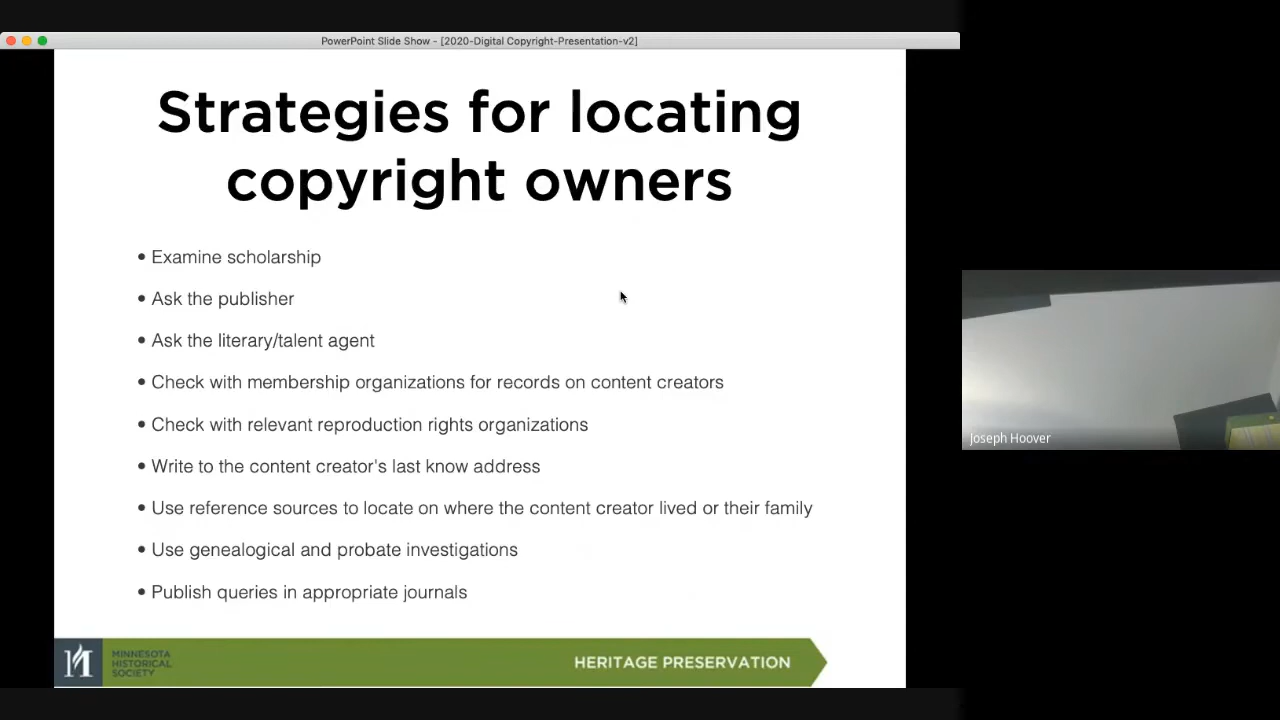 PowerPoint Slide Show - [2020-Digital Copyright-Presentation-v2]
Strategies for locating
copyright owners
• Examine scholarship
• Ask the publisher
• Ask the literary/talent agent
• Check with membership organizations for records on content creators
• Check with relevant reproduction rights organizations
• Write to the content creator's last know address
• Use reference sources to locate on where the content creator lived or their family
• Use genealogical and probate investigations
• Publish queries in appropriate journals
MINNESOTA
HISTORICAL
SOCIETY
HERITAGE PRESERVATION
Joseph Hoover